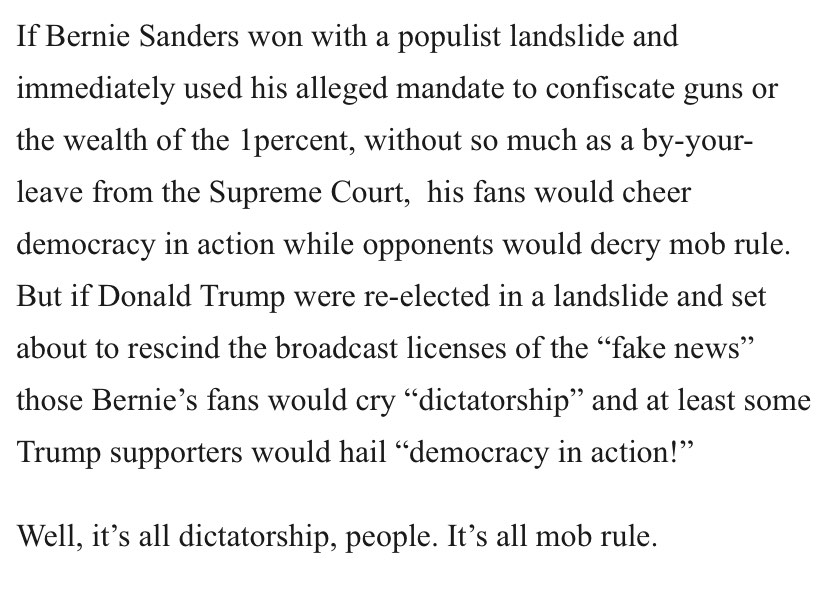 If Bernie Sanders won with a populist landslide and
immediately used his alleged mandate to confiscate guns or
the wealth of the 1percent, without so much as a by-your-
leave from the Supreme Court,  his fans would cheer
democracy in action while opponents would decry mob rule.
But if Donald Trump were re-elected in a landslide and set
about to rescind the broadcast licenses of the “fake news”
those Bernie’s fans would cry “dictatorship” and at least some
Trump supporters would hail “democracy in action!”
Well, it’s all dictatorship, people. It’s all mob rule.